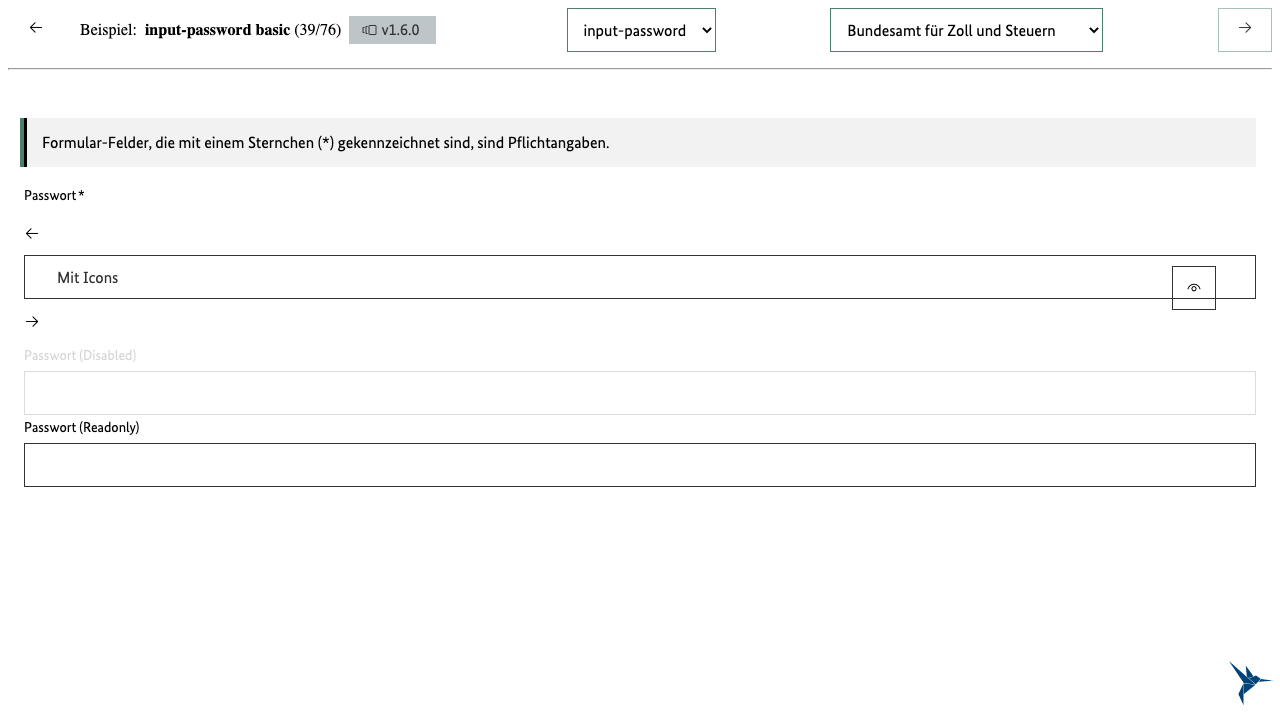 Beispiel: input-password basic (39/76) v1.6.0 input-password Bundesamt für Zoll und Steuern
Formular-Felder, die mit einem Sternchen (*) gekennzeichnet sind, sind Pflichtangaben.
Passwort *
Mit Icons
Passwort (Disabled)
Passwort (Readonly)